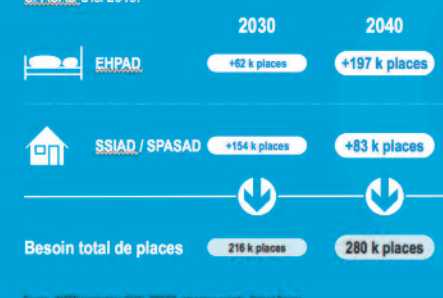 2030 2040
EHPAD +62 k places +197 k places
SSIAD / SPASAD +154 k places +83 k places
Besoin total de places 216 k places 280 k places